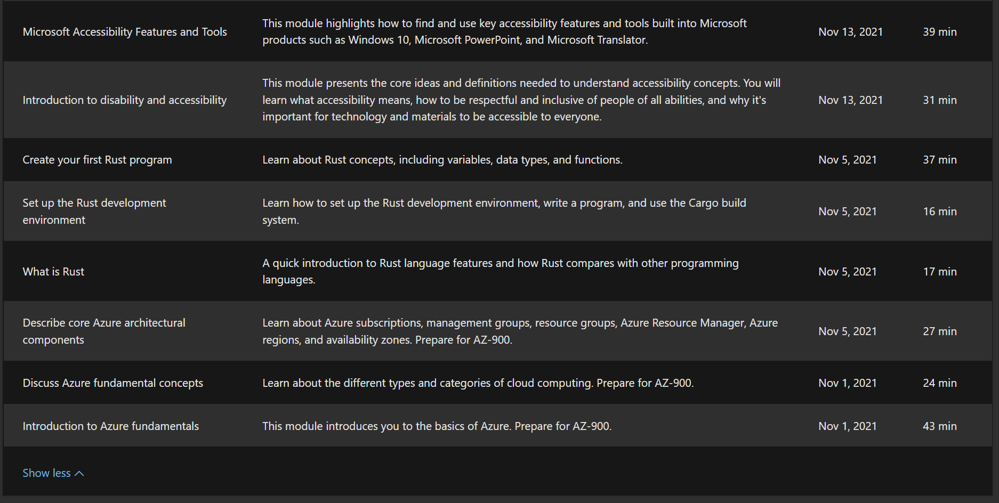 Microsoft Accessibility Features and Tools
This module highlights how to find and use key accessibility features and tools built into Microsoft
products such as Windows 10, Microsoft PowerPoint, and Microsoft Translator.
Nov 13, 2021
39 min
Introduction to disability and accessibility
This module presents the core ideas and definitions needed to understand accessibility concepts. You will
learn what accessibility means, how to be respectful and inclusive of people of all abilities, and why it's
important for technology and materials to be accessible to everyone.
Nov 13, 2021
31 min
Create your first Rust program
Learn about Rust concepts, including variables, data types, and functions.
Nov 5, 2021
37 min
Set up the Rust development
environment
Learn how to set up the Rust development environment, write a program, and use the Cargo build
system.
Nov 5, 2021
16 min
What is Rust
A quick introduction to Rust language features and how Rust compares with other programming
languages.
Nov 5, 2021
17 min
Describe core Azure architectural
components
Learn about Azure subscriptions, management groups, resource groups, Azure Resource Manager, Azure
regions, and availability zones. Prepare for AZ-900.
Nov 5, 2021
27 min
Discuss Azure fundamental concepts
Learn about the different types and categories of cloud computing. Prepare for AZ-900.
Nov 1, 2021
24 min
Introduction to Azure fundamentals
This module introduces you to the basics of Azure. Prepare for AZ-900.
Nov 1, 2021
43 min
Show less